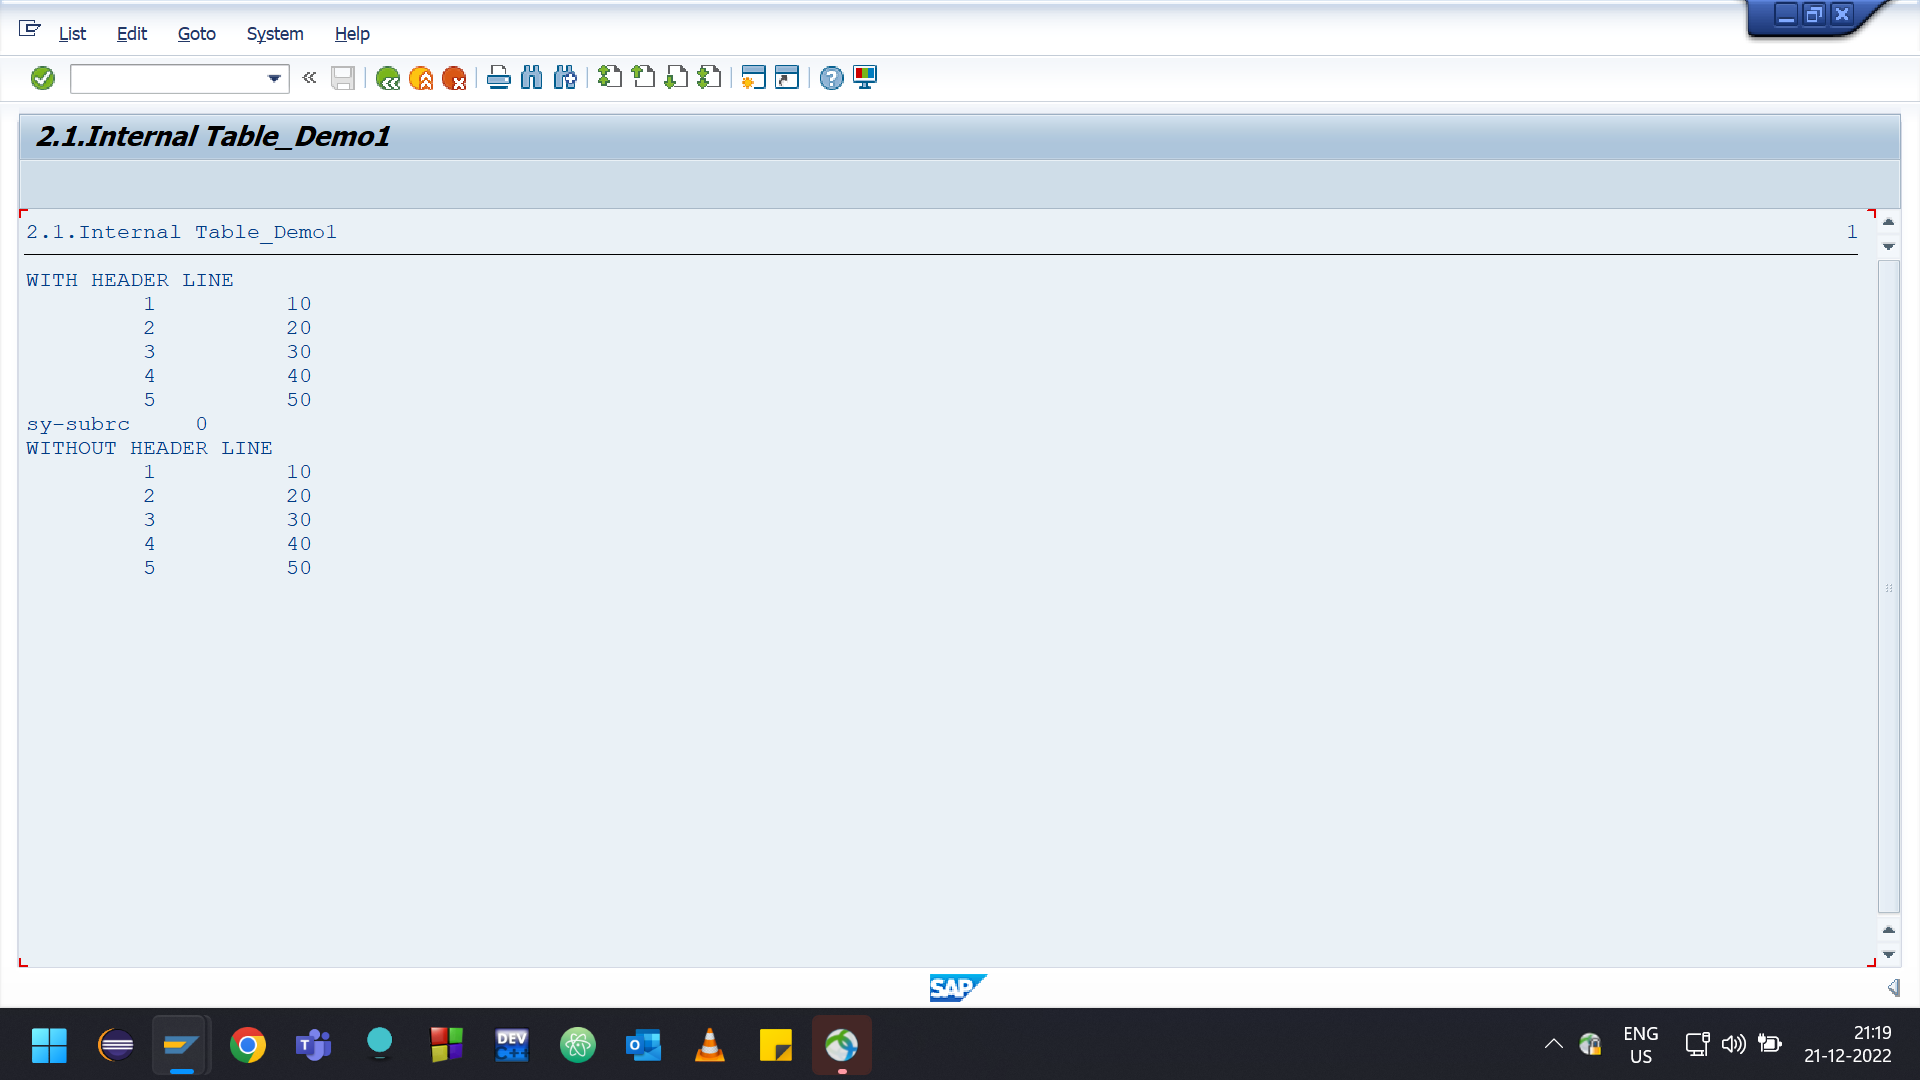 List Edit Goto System Help
2.1.Internal Table_Demo1
2.1.Internal Table_Demo1 1
WITH HEADER LINE
1 10
2 20
3 30
4 40
5 50
sy-subrc 0
WITHOUT HEADER LINE
1 10
2 20
3 30
4 40
5 50
SAP
T
DEV
C++
O
ENG
US
21:19
21-12-2022